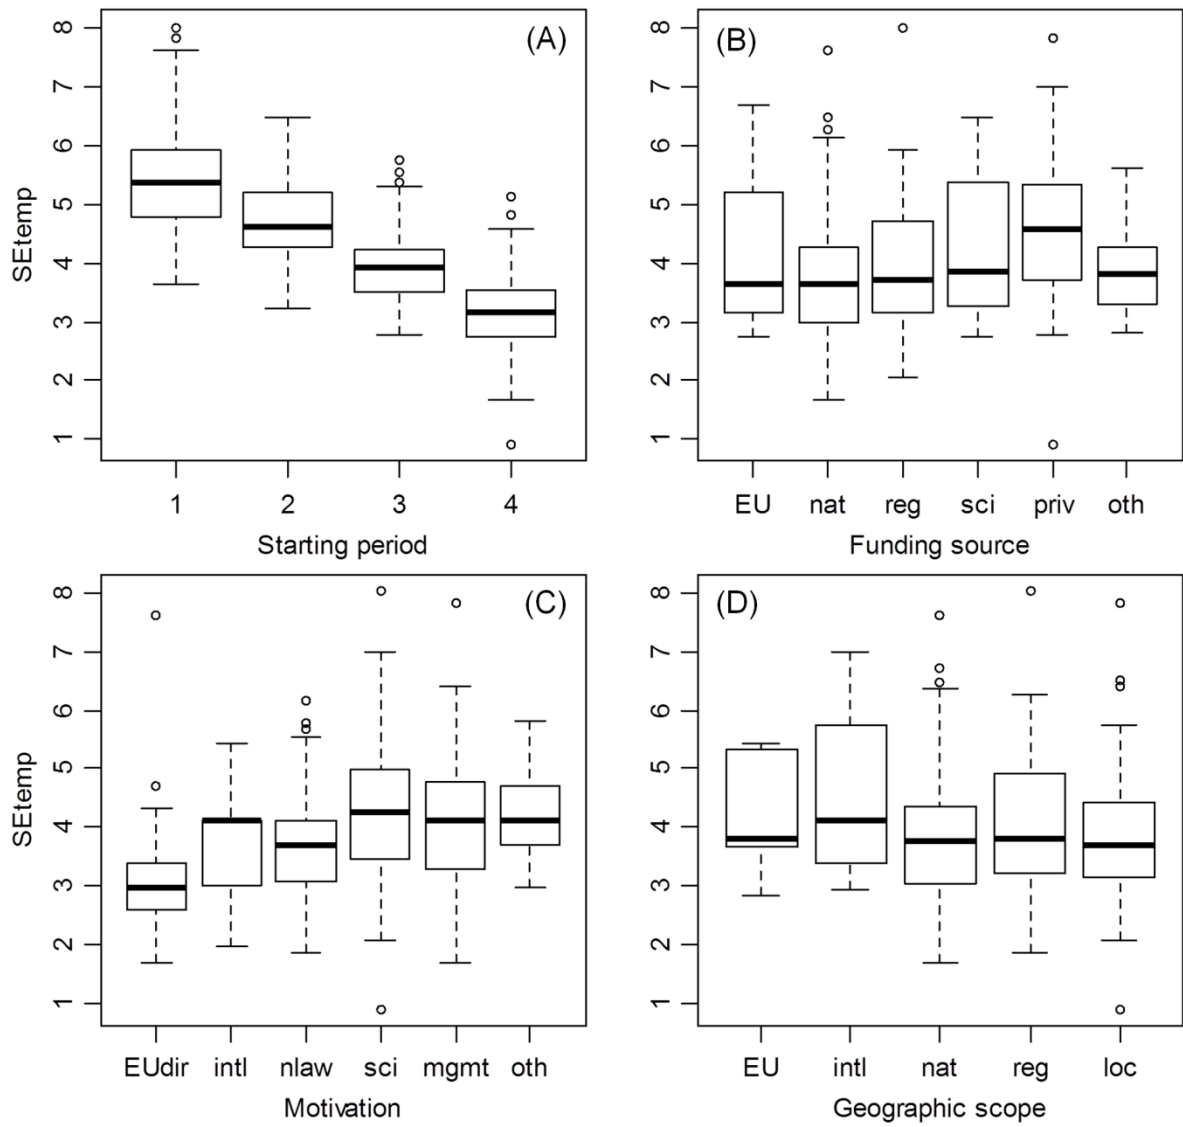 (A)
SEtemp
8
7
6
5
4
3
2
1
1 2 3 4
Starting period
(B)
8
7
6
5
4
3
2
1
EU nat reg sci priv oth
Funding source
(C)
SEtemp
8
7
6
5
4
3
2
1
EUdir intl nlaw sci mgmt oth
Motivation
(D)
8
7
6
5
4
3
2
1
EU intl nat reg loc
Geographic scope